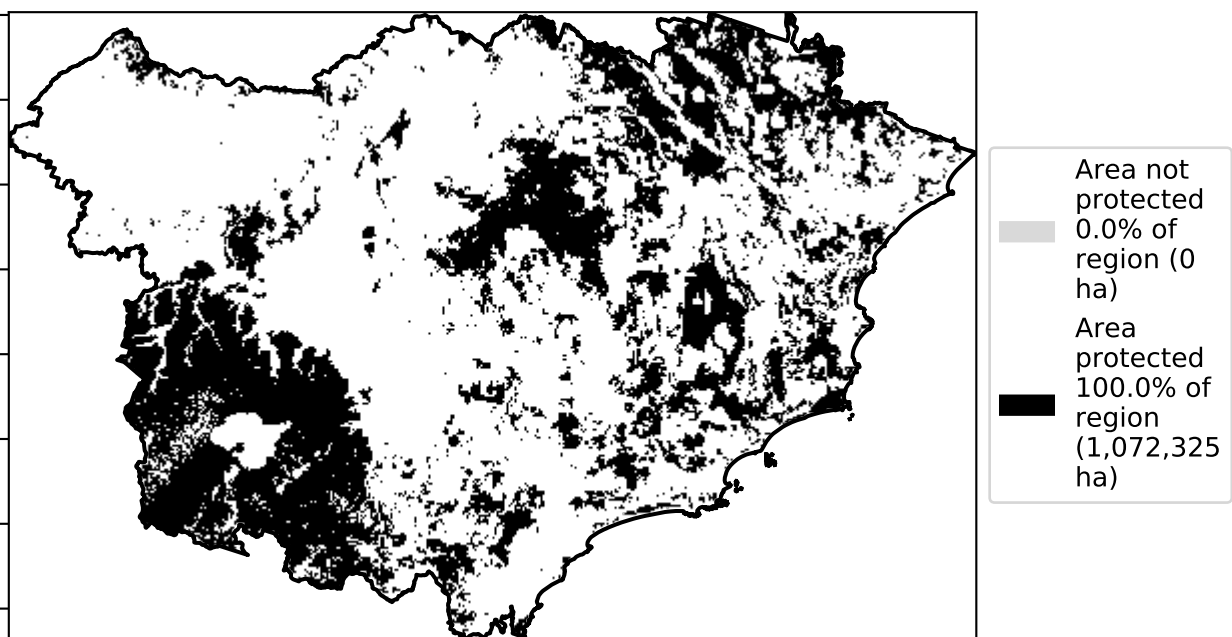 Area not
protected
0.0% of
region (0
ha)
Area
protected
100.0% of
region
(1,072,325
ha)